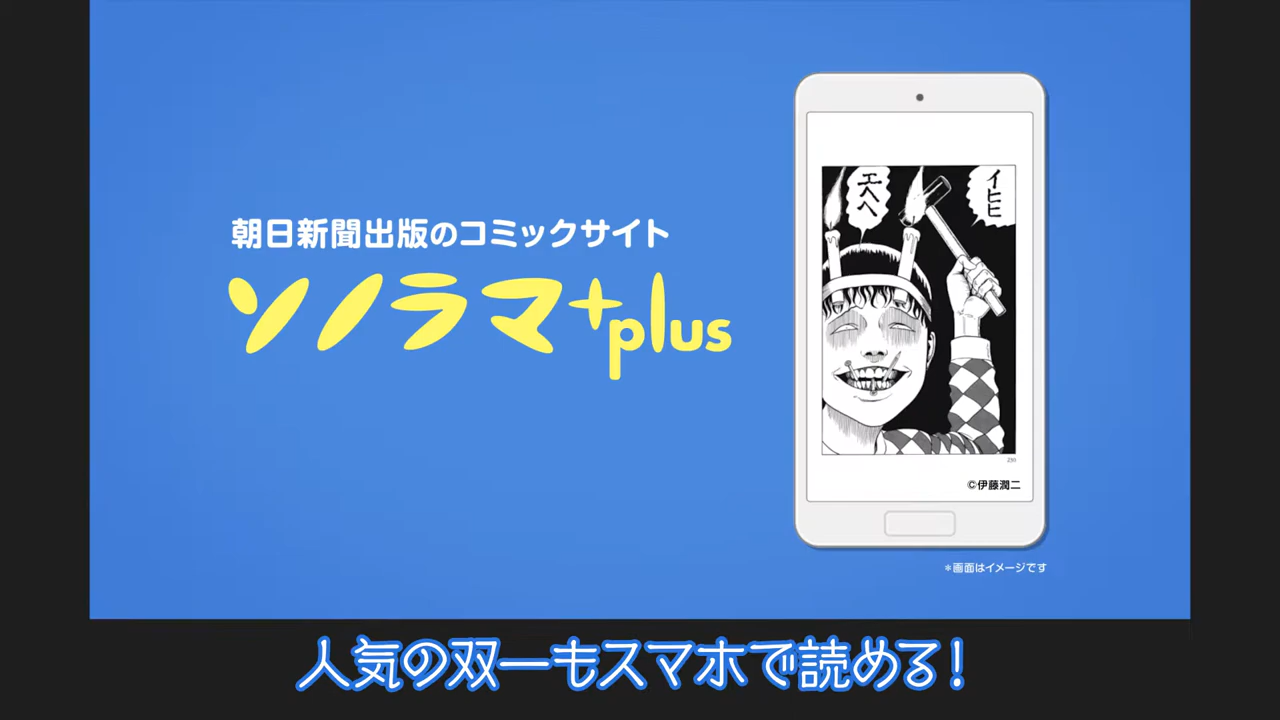 朝日新聞出版のコミックサイト
ソノラマ+plus
イヒヒ
エヘヘ
239
©伊藤潤二
*画面はイメージです
人気の双一もスマホで読める!